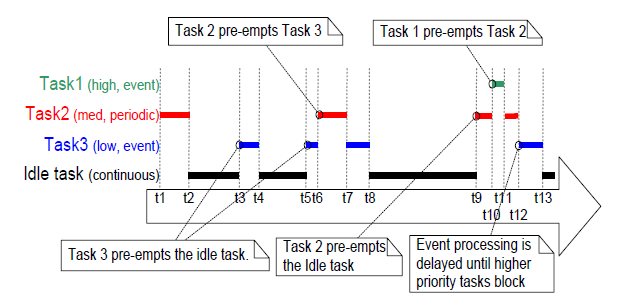 Task 2 pre-empts Task 3
Task 1 pre-empts Task 2
Task1 (high, event)
Task2 (med, periodic)
Task3 (low, event)
Idle task (continuous)
t1 t2 t3 t4 t5 t6 t7 t8 t9 t10 t11 t12 t13
Task 3 pre-empts the idle task.
Task 2 pre-empts
the Idle task
Event processing is
delayed until higher
priority tasks block